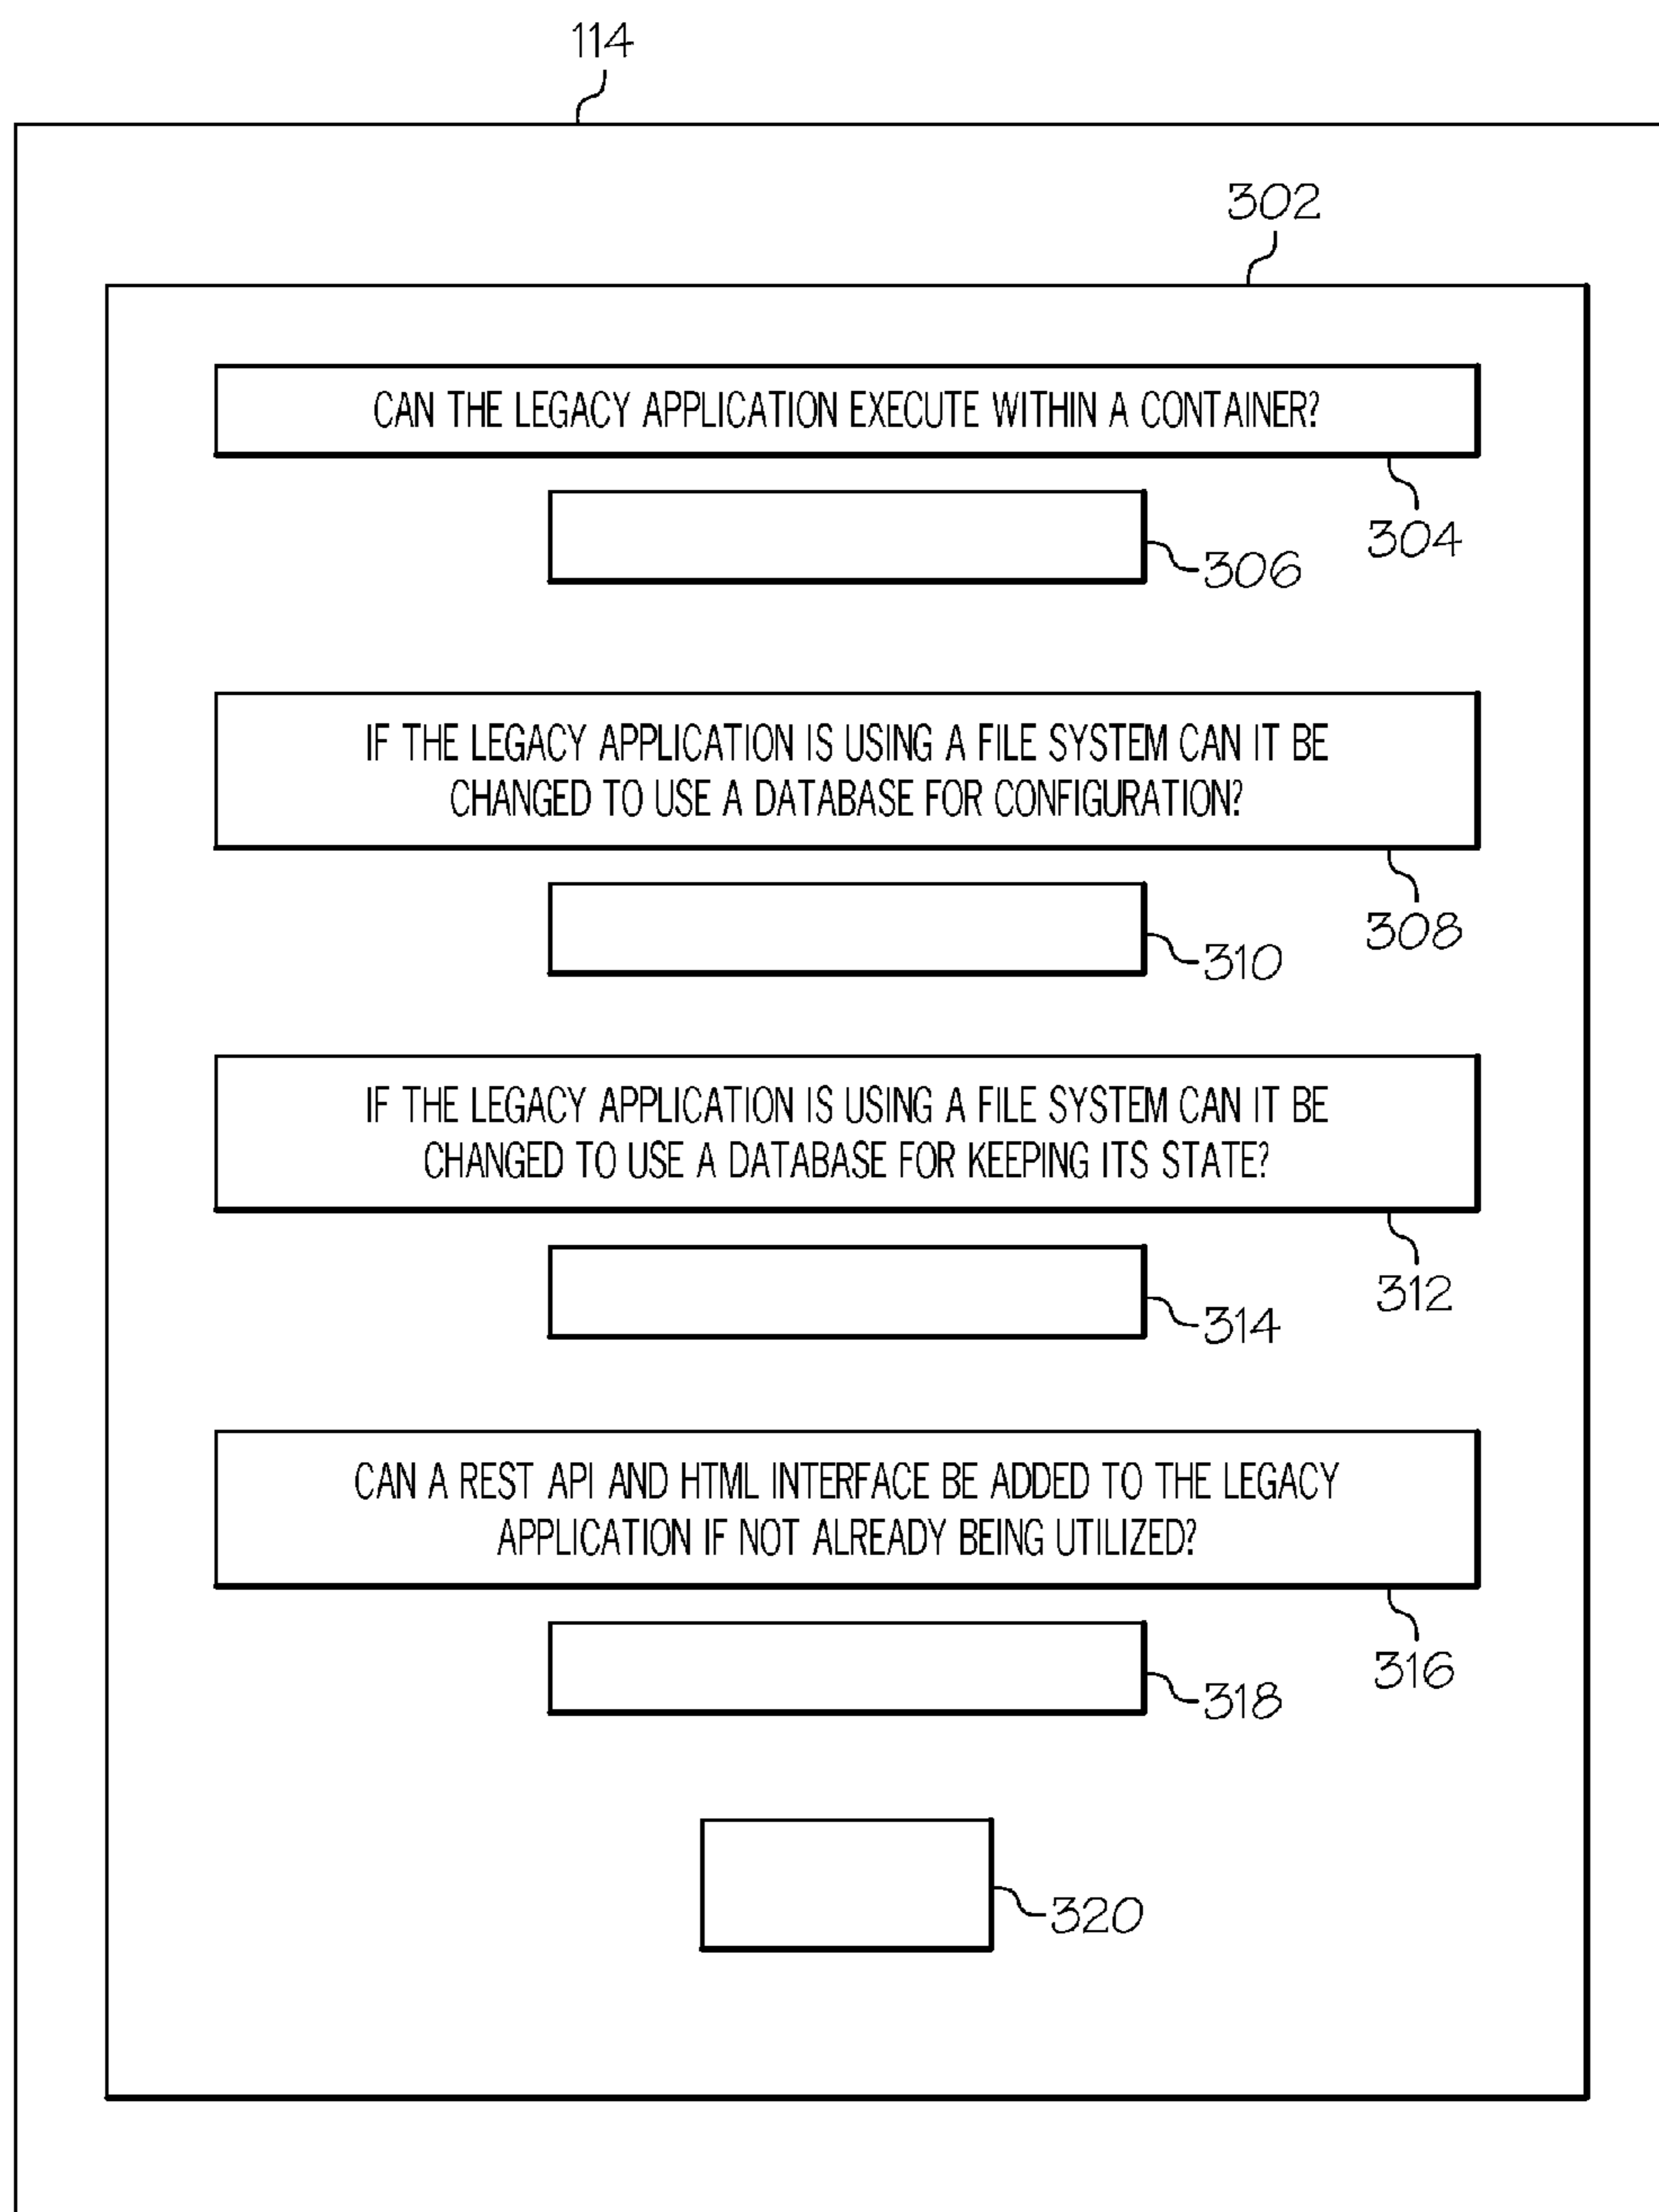 114
302
CAN THE LEGACY APPLICATION EXECUTE WITHIN A CONTAINER?
304
306
IF THE LEGACY APPLICATION IS USING A FILE SYSTEM CAN IT BE
CHANGED TO USE A DATABASE FOR CONFIGURATION?
308
310
IF THE LEGACY APPLICATION IS USING A FILE SYSTEM CAN IT BE
CHANGED TO USE A DATABASE FOR KEEPING ITS STATE?
312
314
CAN A REST API AND HTML INTERFACE BE ADDED TO THE LEGACY
APPLICATION IF NOT ALREADY BEING UTILIZED?
316
318
320